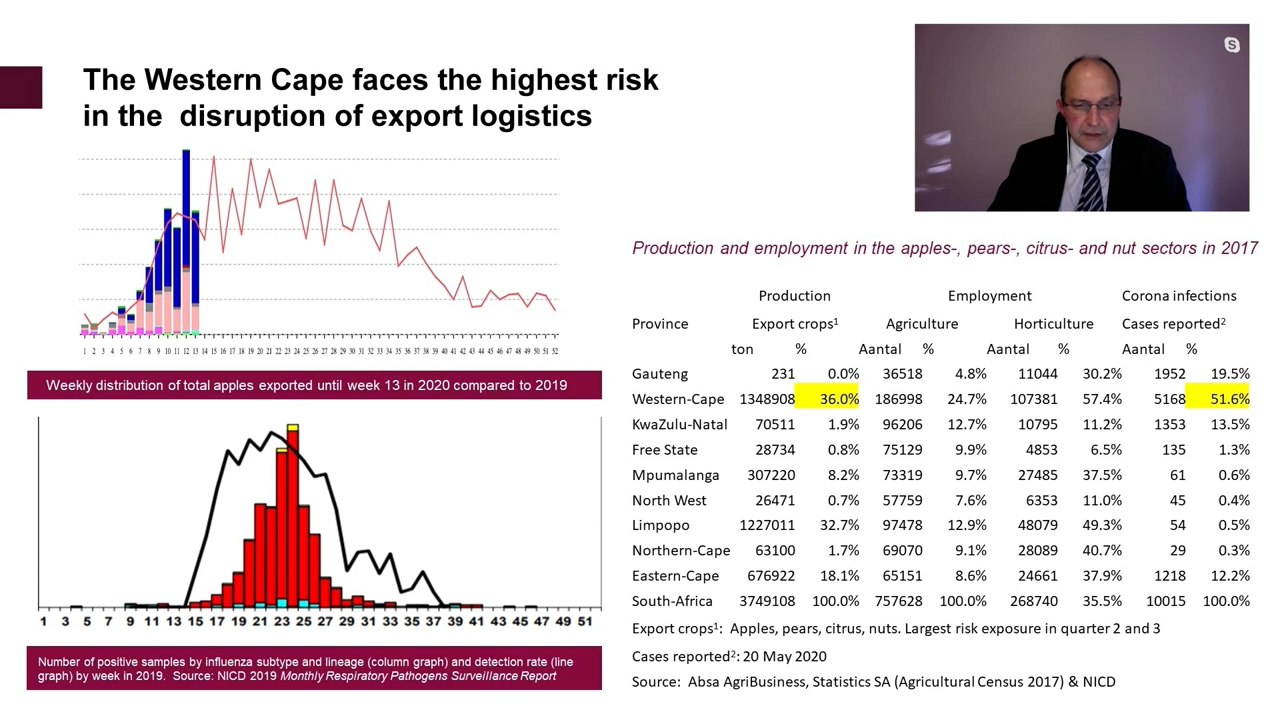 The Western Cape faces the highest risk
in the disruption of export logistics
1 2 3 4 5 6 7 8 9 10 11 12 13 14 15 16 17 18 19 20 21 22 23 24 25 26 27 28 29 30 31 32 33 34 35 36 37 38 39 40 41 42 43 44 45 46 47 48 49 50 51 52
Weekly distribution of total apples exported until week 13 in 2020 compared to 2019
1 3 5 7 9 11 13 15 17 19 21 23 25 27 29 31 33 35 37 39 41 43 45 47 49 51
Number of positive samples by influenza subtype and lineage (column graph) and detection rate (line
graph) by week in 2019. Source: NICD 2019 Monthly Respiratory Pathogens Surveillance Report
Production and employment in the apples-, pears-, citrus- and nut sectors in 2017
Production Employment Corona infections
Province Export crops¹ Agriculture Horticulture Cases reported²
ton % Aantal % Aantal % Aantal %
Gauteng 231 0.0% 36518 4.8% 11044 30.2% 1952 19.5%
Western-Cape 1348908 36.0% 186998 24.7% 107381 57.4% 5168 51.6%
KwaZulu-Natal 70511 1.9% 96206 12.7% 10795 11.2% 1353 13.5%
Free State 28734 0.8% 75129 9.9% 4853 6.5% 135 1.3%
Mpumalanga 307220 8.2% 73319 9.7% 27485 37.5% 61 0.6%
North West 26471 0.7% 57759 7.6% 6353 11.0% 45 0.4%
Limpopo 1227011 32.7% 97478 12.9% 48079 49.3% 54 0.5%
Northern-Cape 63100 1.7% 69070 9.1% 28089 40.7% 29 0.3%
Eastern-Cape 676922 18.1% 65151 8.6% 24661 37.9% 1218 12.2%
South-Africa 3749108 100.0% 757628 100.0% 268740 35.5% 10015 100.0%
Export crops¹: Apples, pears, citrus, nuts. Largest risk exposure in quarter 2 and 3
Cases reported²: 20 May 2020
Source: Absa AgriBusiness, Statistics SA (Agricultural Census 2017) & NICD